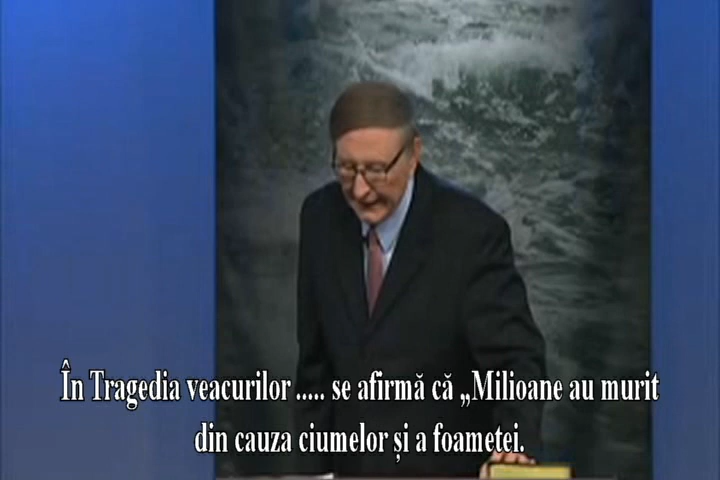 În Tragedia veacurilor ..... se afirmă că „Milioane au murit
din cauza ciumelor și a foametei.